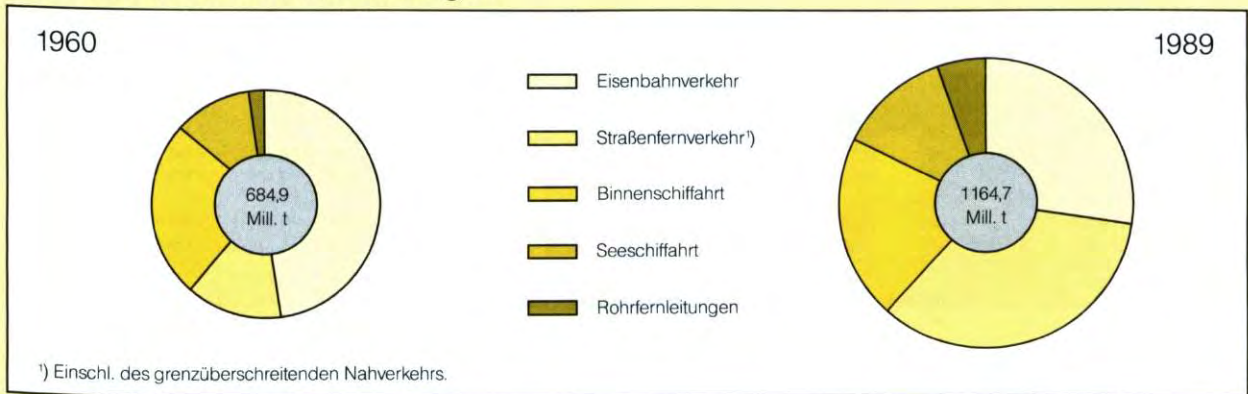 1960
1989
684,9
Mill. t
Eisenbahnverkehr
Straßenfernverkehr¹)
Binnenschiffahrt
Seeschiffahrt
Rohrfernleitungen
1164,7
Mill. t
¹) Einschl. des grenzüberschreitenden Nahverkehrs.